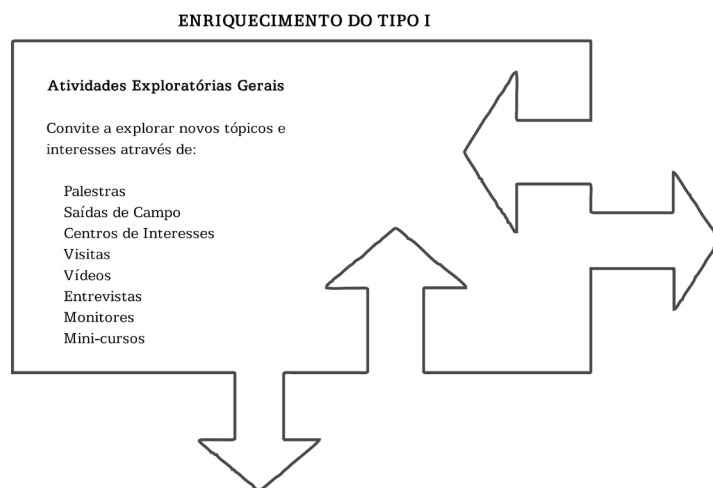 ENRIQUECIMENTO DO TIPO I
Atividades Exploratórias Gerais
Convite a explorar novos tópicos e
interesses através de:
Palestras
Saídas de Campo
Centros de Interesses
Visitas
Vídeos
Entrevistas
Monitores
Mini-cursos